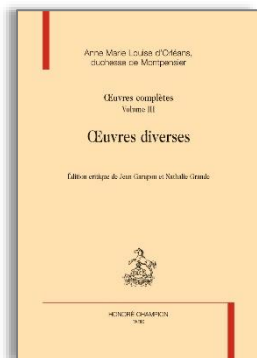 Anne Marie Louise d'Orléans,
duchesse de Montpensier
Œuvres complètes
Volume III
Œuvres diverses
Édition critique de Jean Garapon et Nathalie Grande
HONORÉ CHAMPION
PARIS